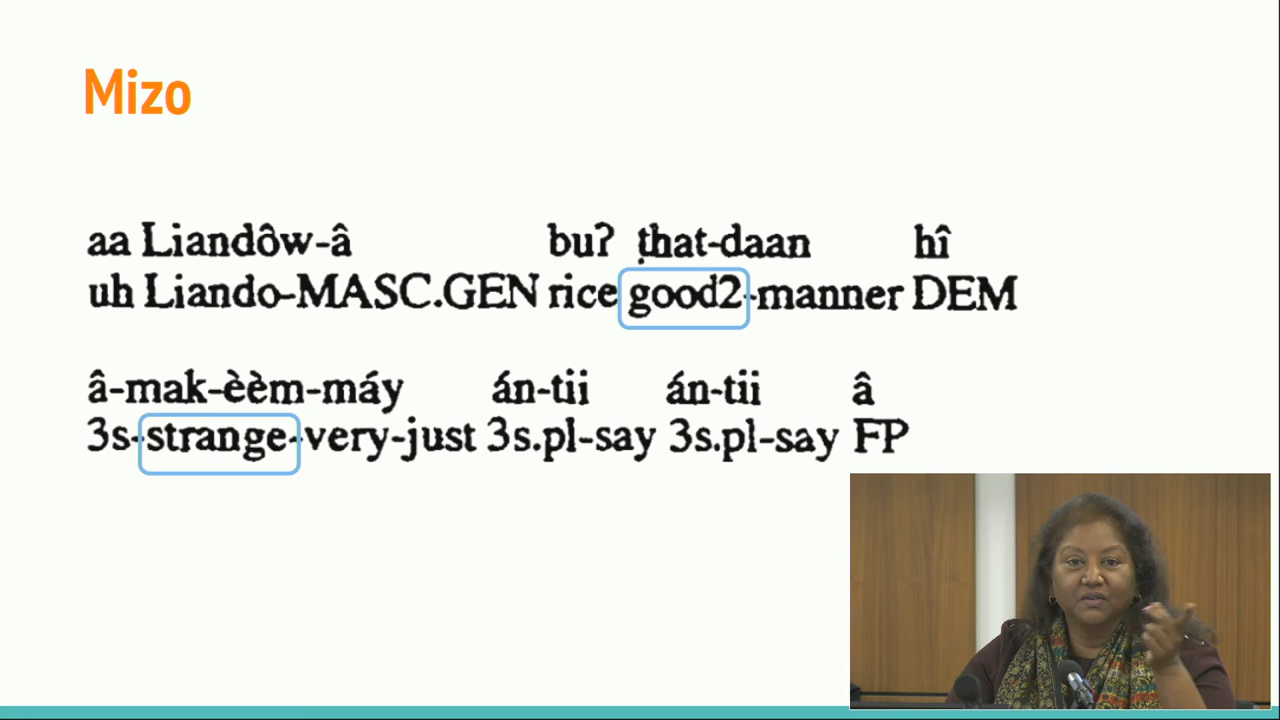 Mizo
aa Liandôw-â buʔ ṭhat-daan hî
uh Liando-MASC.GEN rice good2-manner DEM
â-mak-èèm-máy án-tii án-tii â
3s-strange-very-just 3s.pl-say 3s.pl-say FP